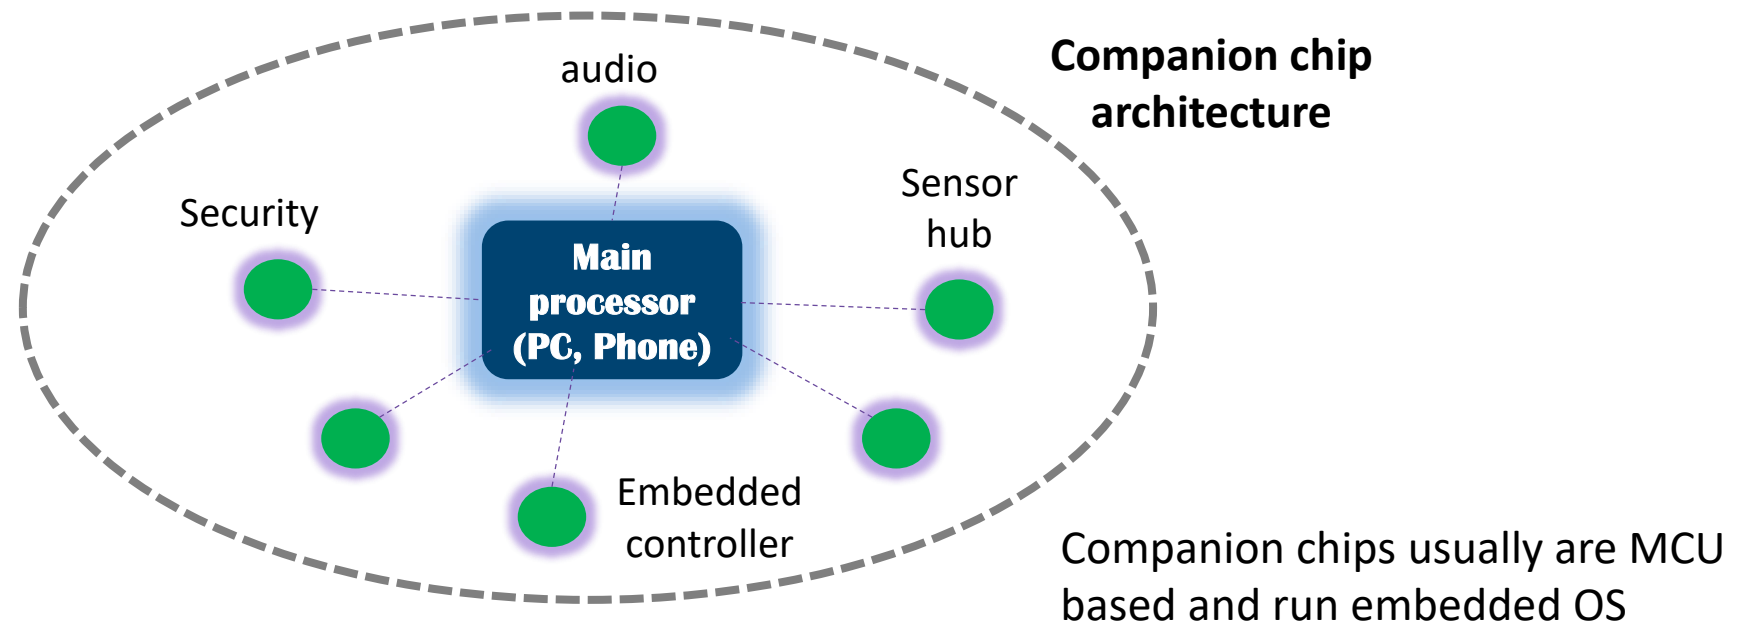 audio
Companion chip
architecture
Security
Sensor
hub
Main
processor
(PC, Phone)
Embedded
controller
Companion chips usually are MCU
based and run embedded OS